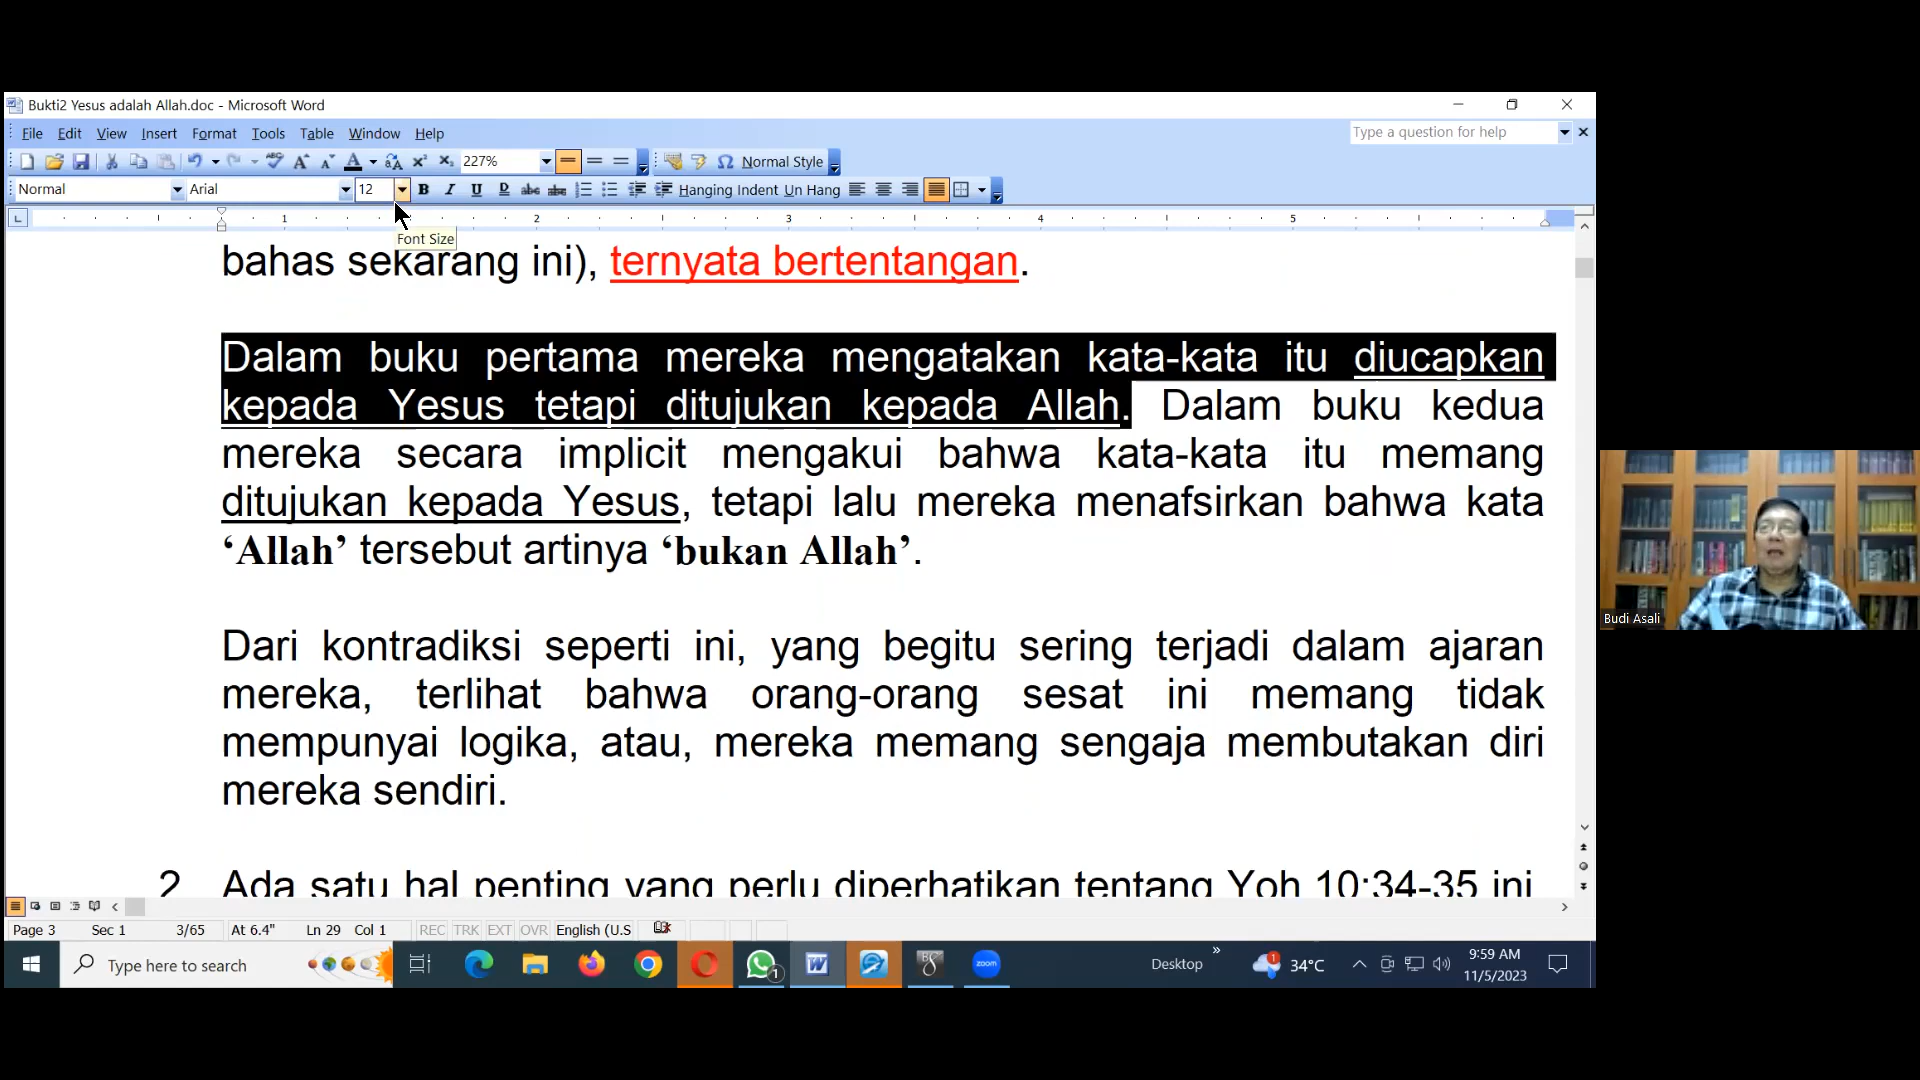 Bukti2 Yesus adalah Allah.doc - Microsoft Word
File Edit View Insert Format Tools Table Window Help
Type a question for help
227%
Normal Style
Normal Arial 12
Hanging Indent Un Hang
1 2 3 4 5
Font Size
bahas sekarang ini), ternyata bertentangan.
Dalam buku pertama mereka mengatakan kata-kata itu diucapkan
kepada Yesus tetapi ditujukan kepada Allah. Dalam buku kedua
mereka secara implicit mengakui bahwa kata-kata itu memang
ditujukan kepada Yesus, tetapi lalu mereka menafsirkan bahwa kata
‘Allah’ tersebut artinya ‘bukan Allah’.
Dari kontradiksi seperti ini, yang begitu sering terjadi dalam ajaran
mereka, terlihat bahwa orang-orang sesat ini memang tidak
mempunyai logika, atau, mereka memang sengaja membutakan diri
mereka sendiri.
2. Ada satu hal penting yang perlu diperhatikan tentang Yoh 10:34-35 ini,
Budi Asali
Page 3 Sec 1 3/65 At 6.4" Ln 29 Col 1 REC TRK EXT OVR English (U.S
Type here to search
zoom
Desktop
34°C
9:59 AM
11/5/2023